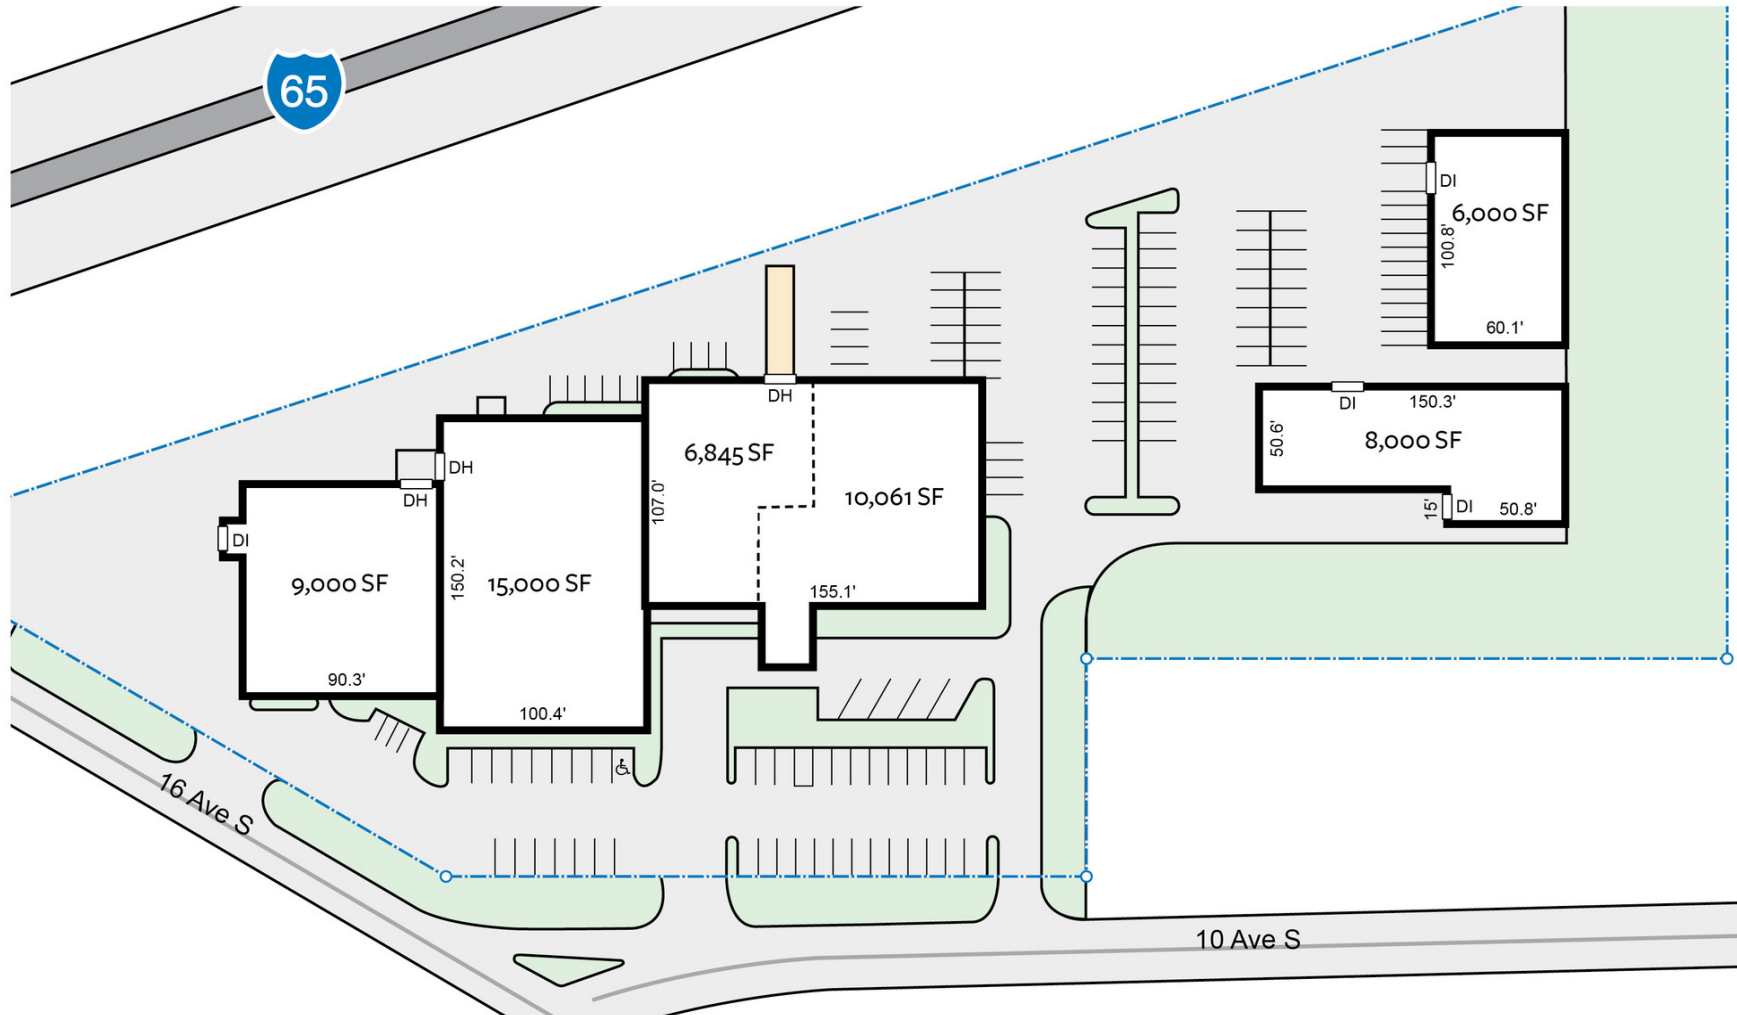 65
DI
6,000 SF
100.8'
60.1'
DH
6,845 SF
107.0'
10,061 SF
155.1'
DI
150.3'
50.6'
8,000 SF
15'
DI
50.8'
DH
DH
DI
9,000 SF
90.3'
150.2'
15,000 SF
100.4'
16 Ave S
10 Ave S